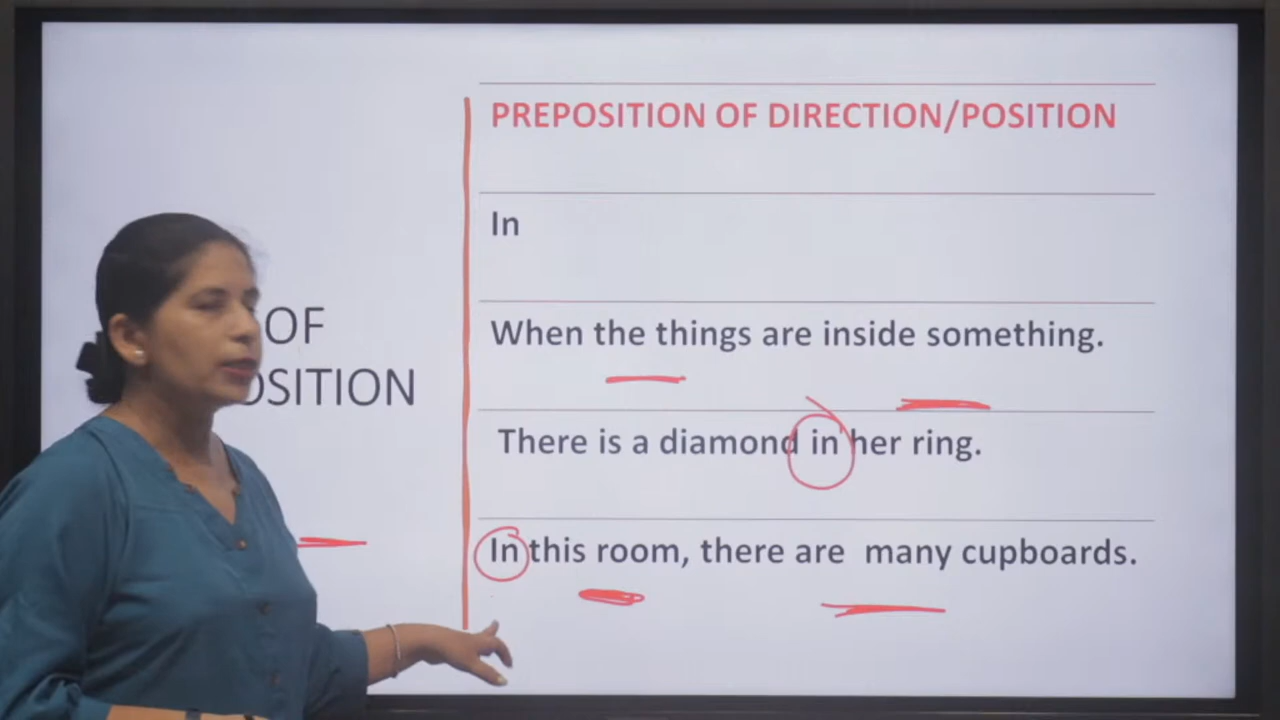 OF
PREPOSITION OF DIRECTION/POSITION
In
When the things are inside something.
There is a diamond in her ring.
In this room, there are  many cupboards.